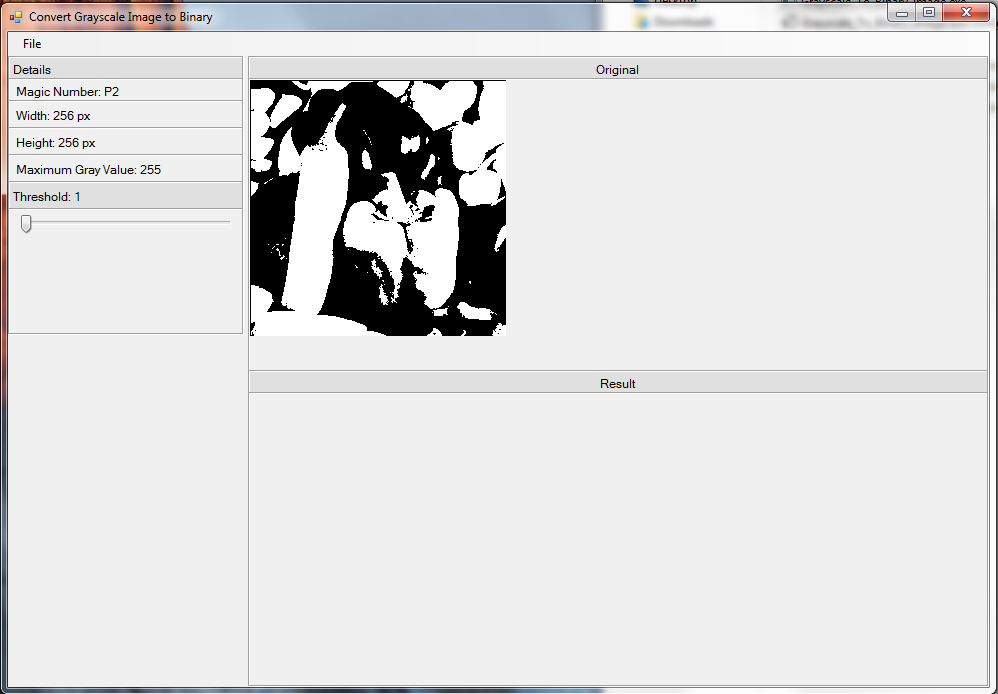 Convert Grayscale Image to Binary
File
Details
Magic Number: P2
Width: 256 px
Height: 256 px
Maximum Gray Value: 255
Threshold: 1
Original
Result
Downloads